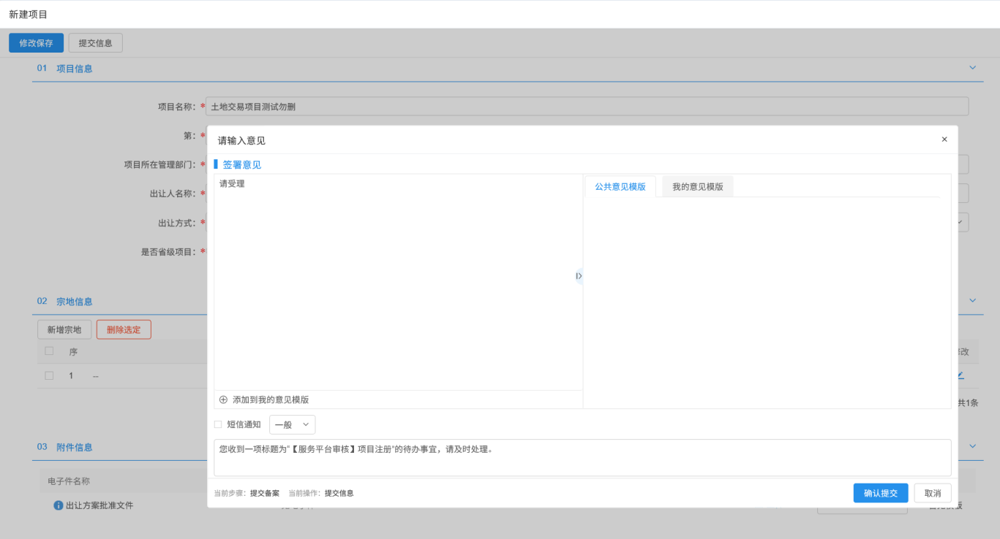 新建项目
修改保存 提交信息
01 项目信息
项目名称：* 土地交易项目测试勿删
第：*
项目所在管理部门：*
出让人名称：*
出让方式：*
是否省级项目：*
请输入意见 ×
签署意见
请受理
公共意见模版 我的意见模版
添加到我的意见模版
短信通知 一般
您收到一项标题为“【服务平台审核】项目注册”的待办事宜，请及时处理。
当前步骤：提交备案 当前操作：提交信息
确认提交 取消
02 宗地信息
新增宗地 删除选定
序 修改
1 --
共1条
03 附件信息
电子件名称
出让方案批准文件